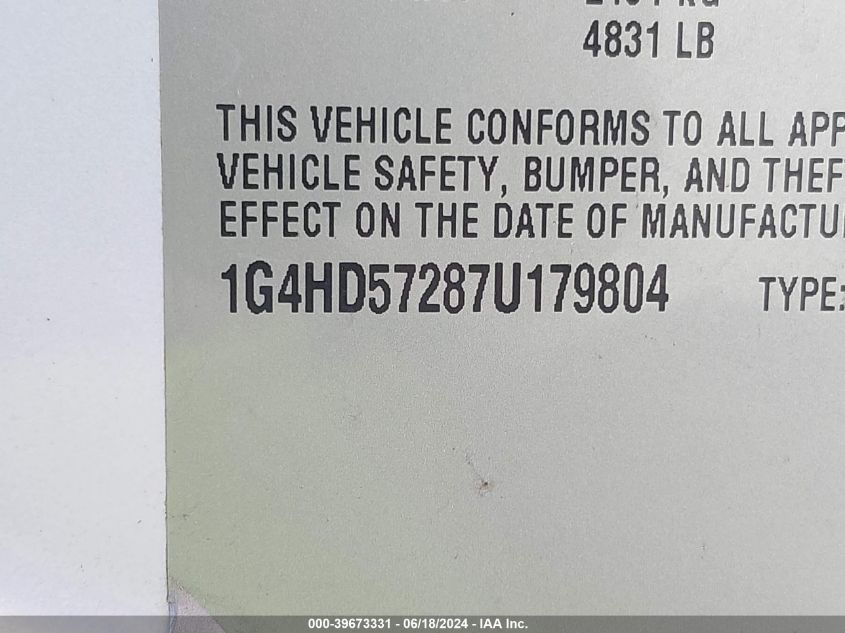 4831 LB
THIS VEHICLE CONFORMS TO ALL APP
VEHICLE SAFETY, BUMPER, AND THEF
EFFECT ON THE DATE OF MANUFACTU
1G4HD57287U179804 TYPE:
000-39673331 - 06/18/2024 - IAA Inc.